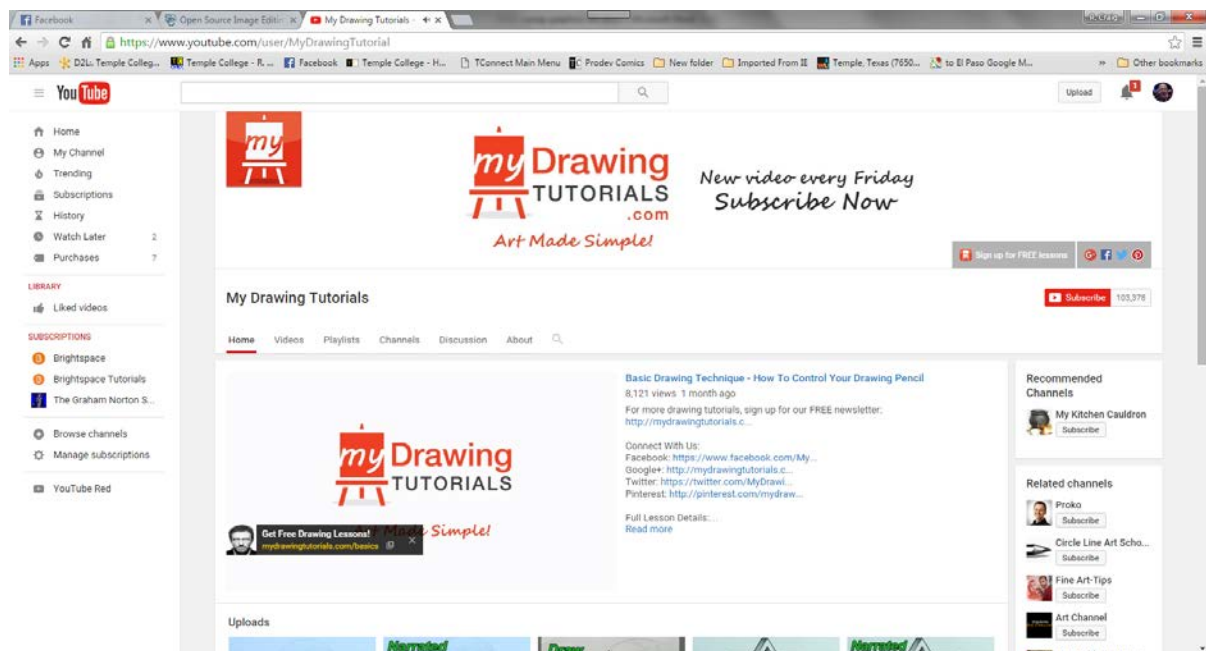 Facebook
Open Source Image Editin
My Drawing Tutorials -
https://www.youtube.com/user/MyDrawingTutorial
Apps
D2L: Temple Colleg...
Temple College - R. ...
Facebook
Temple College - H...
TConnect Main Menu
Prodev Comics
New folder
Imported From IE
Temple, Texas (7650...
to El Paso Google M...
»
Other bookmarks
YouTube
Upload
1
Home
My Channel
Trending
Subscriptions
History
Watch Later 2
Purchases 7
LIBRARY
Liked videos
SUBSCRIPTIONS
Brightspace
Brightspace Tutorials
The Graham Norton S...
Browse channels
Manage subscriptions
YouTube Red
my
my Drawing
TUTORIALS
.com
Art Made Simple!
New video every Friday
Subscribe Now
Sign up for FREE lessons
My Drawing Tutorials
Subscribe 103,378
Home Videos Playlists Channels Discussion About
my Drawing
TUTORIALS
Made Simple!
Get Free Drawing Lessons!
mydrawingtutorials.com/basics
Basic Drawing Technique - How To Control Your Drawing Pencil
8,121 views 1 month ago
For more drawing tutorials, sign up for our FREE newsletter:
http://mydrawingtutorials.c...
Connect With Us:
Facebook: https://www.facebook.com/My...
Google+: http://mydrawingtutorials.c...
Twitter: https://twitter.com/MyDrawi...
Pinterest: http://pinterest.com/mydraw...
Full Lesson Details:...
Read more
Recommended
Channels
My Kitchen Cauldron
Subscribe
Related channels
Proko
Subscribe
Circle Line Art Scho...
Subscribe
Fine Art-Tips
Subscribe
Art Channel
Subscribe
Uploads
Narrated
Draw
Narrated